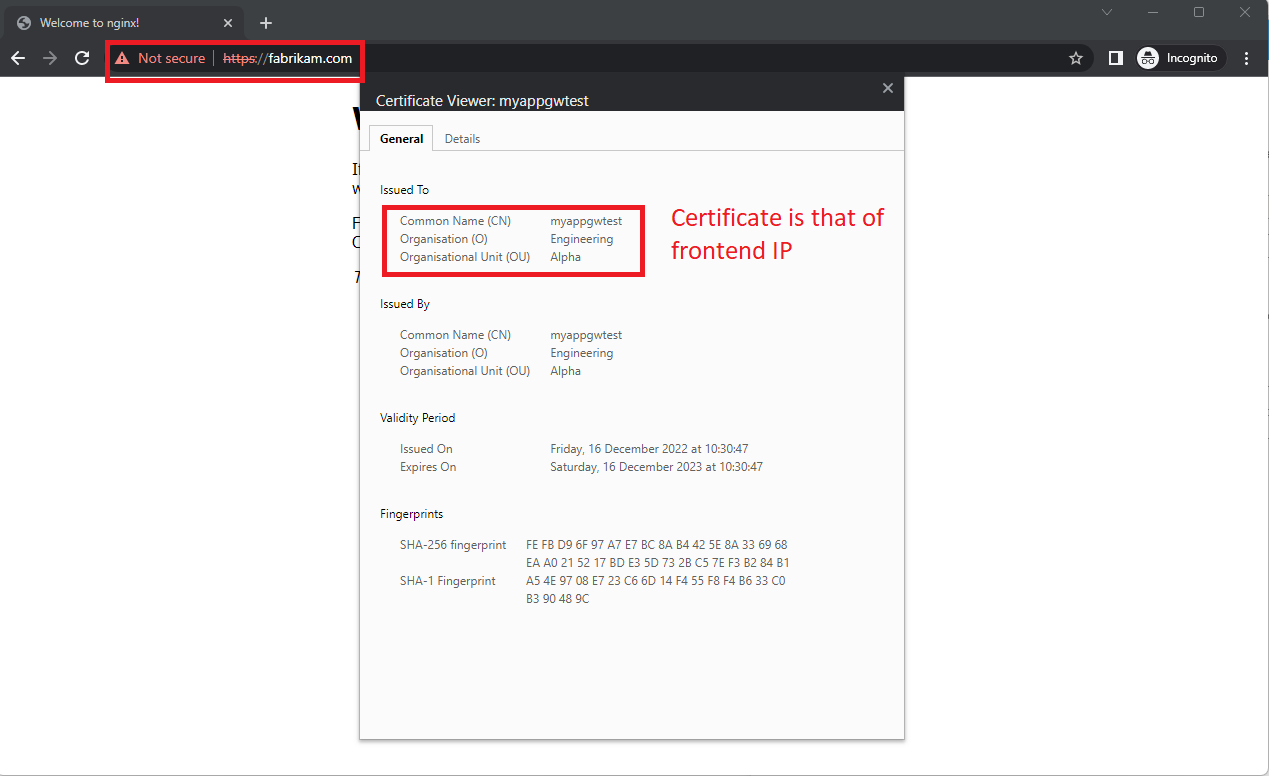 Welcome to nginx!
Not secure https://fabrikam.com Incognito
Certificate Viewer: myappgwtest
General Details
Issued To
Common Name (CN) myappgwtest
Organisation (O) Engineering
Organisational Unit (OU) Alpha
Certificate is that of
frontend IP
Issued By
Common Name (CN) myappgwtest
Organisation (O) Engineering
Organisational Unit (OU) Alpha
Validity Period
Issued On Friday, 16 December 2022 at 10:30:47
Expires On Saturday, 16 December 2023 at 10:30:47
Fingerprints
SHA-256 fingerprint FE FB D9 6F 97 A7 E7 BC 8A B4 42 5E 8A 33 69 68
EA A0 21 52 17 BD E3 5D 73 2B C5 7E F3 B2 84 B1
SHA-1 Fingerprint A5 4E 97 08 E7 23 C6 6D 14 F4 55 F8 F4 B6 33 C0
B3 90 48 9C